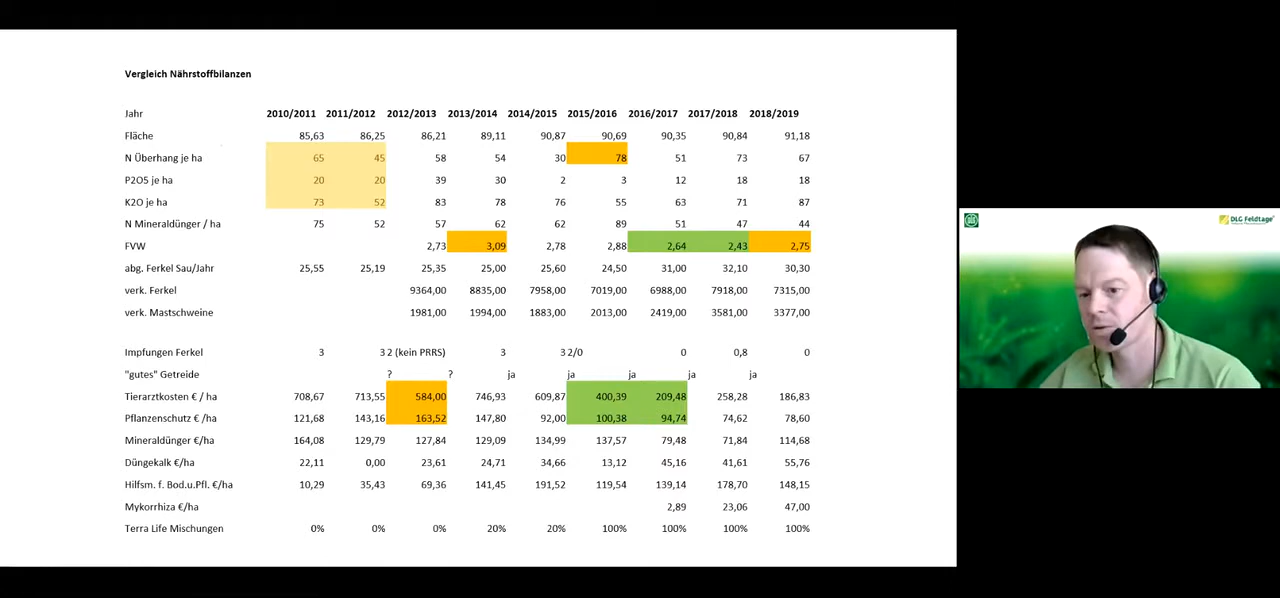 Vergleich Nährstoffbilanzen
Jahr 2010/2011 2011/2012 2012/2013 2013/2014 2014/2015 2015/2016 2016/2017 2017/2018 2018/2019
Fläche 85,63 86,25 86,21 89,11 90,87 90,69 90,35 90,84 91,18
N Überhang je ha 65 45 58 54 30 78 51 73 67
P2O5 je ha 20 20 39 30 2 3 12 18 18
K2O je ha 73 52 83 78 76 55 63 71 87
N Mineraldünger / ha 75 52 57 62 62 89 51 47 44
FVW 2,73 3,09 2,78 2,88 2,64 2,43 2,75
abg. Ferkel Sau/Jahr 25,55 25,19 25,35 25,00 25,60 24,50 31,00 32,10 30,30
verk. Ferkel 9364,00 8835,00 7958,00 7019,00 6988,00 7918,00 7315,00
verk. Mastschweine 1981,00 1994,00 1883,00 2013,00 2419,00 3581,00 3377,00
Impfungen Ferkel 3 3 2 (kein PRRS) 3 3 2/0 0 0,8 0
"gutes" Getreide ? ? ja ja ja ja ja
Tierarztkosten € / ha 708,67 713,55 584,00 746,93 609,87 400,39 209,48 258,28 186,83
Pflanzenschutz € /ha 121,68 143,16 163,52 147,80 92,00 100,38 94,74 74,62 78,60
Mineraldünger €/ha 164,08 129,79 127,84 129,09 134,99 137,57 79,48 71,84 114,68
Düngekalk €/ha 22,11 0,00 23,61 24,71 34,66 13,12 45,16 41,61 55,76
Hilfsm. f. Bod.u.Pfl. €/ha 10,29 35,43 69,36 141,45 191,52 119,54 139,14 178,70 148,15
Mykorrhiza €/ha 2,89 23,06 47,00
Terra Life Mischungen 0% 0% 0% 20% 20% 100% 100% 100% 100%
DLG Feldtage